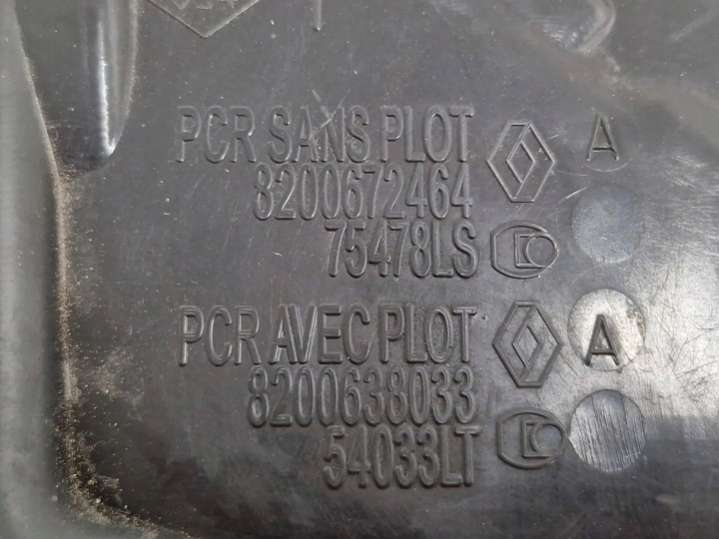 PCR SANS PLOT A
8200672464
75478LS
PCR AVEC PLOT A
8200638033
54033LT